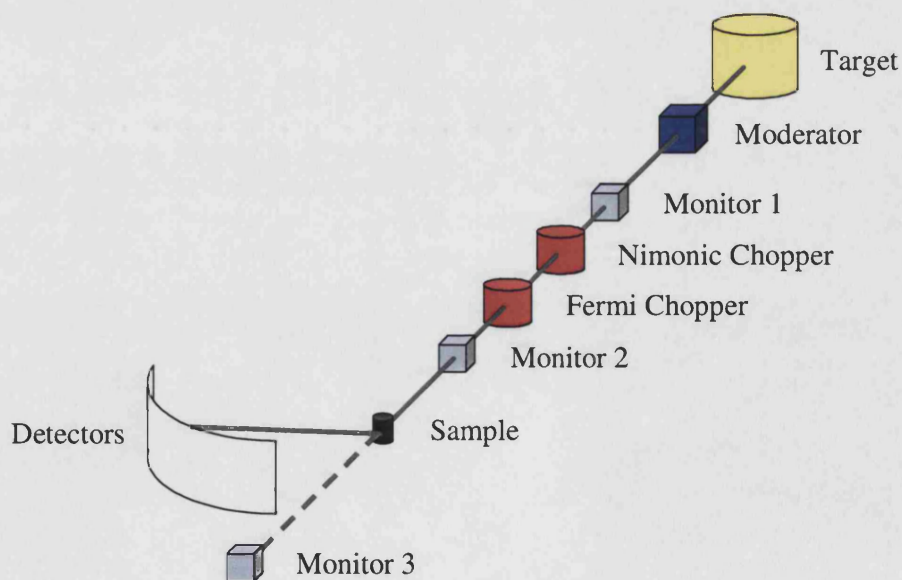 Target
Moderator
Monitor 1
Nimonic Chopper
Fermi Chopper
Monitor 2
Detectors
Sample
Monitor 3